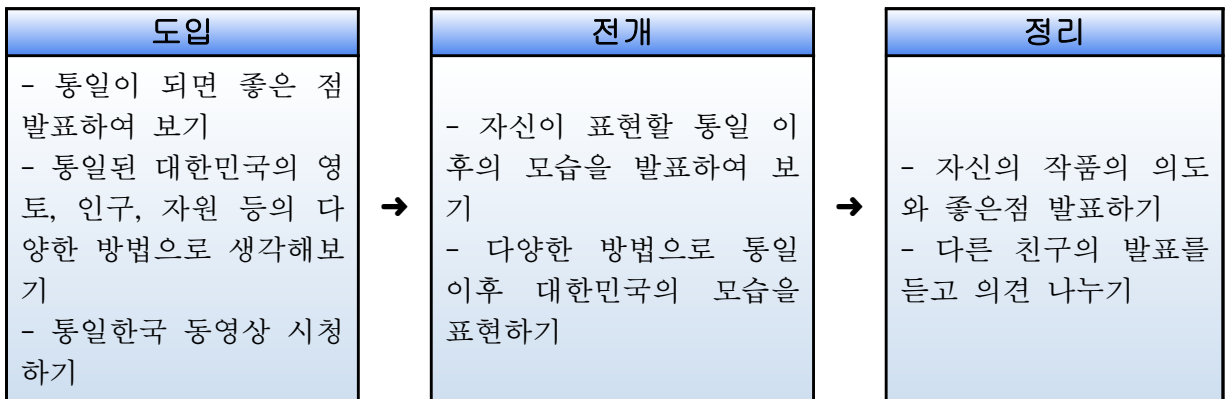 도입
- 통일이 되면 좋은 점
발표하여 보기
- 통일된 대한민국의 영
토, 인구, 자원 등의 다
양한 방법으로 생각해보
기
- 통일한국 동영상 시청
하기
➜
전개
- 자신이 표현할 통일 이
후의 모습을 발표하여 보
기
- 다양한 방법으로 통일
이후 대한민국의 모습을
표현하기
➜
정리
- 자신의 작품의 의도
와 좋은점 발표하기
- 다른 친구의 발표를
듣고 의견 나누기